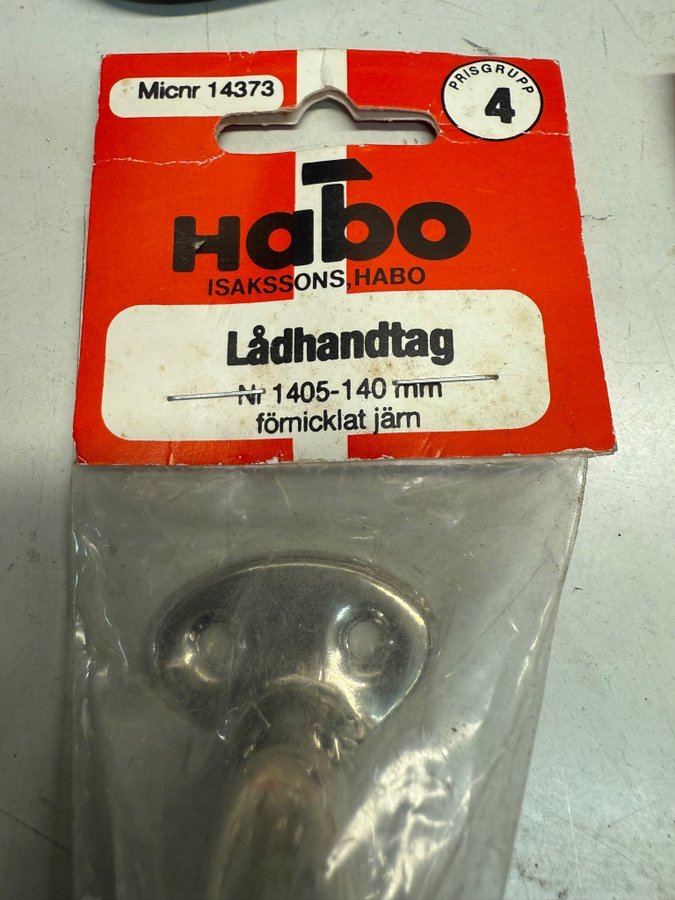 Micnr 14373
PRISGRUPP
4
Habo
ISAKSSONS, HABO
Lådhandtag
Nr 1405-140 mm
förnicklat järn